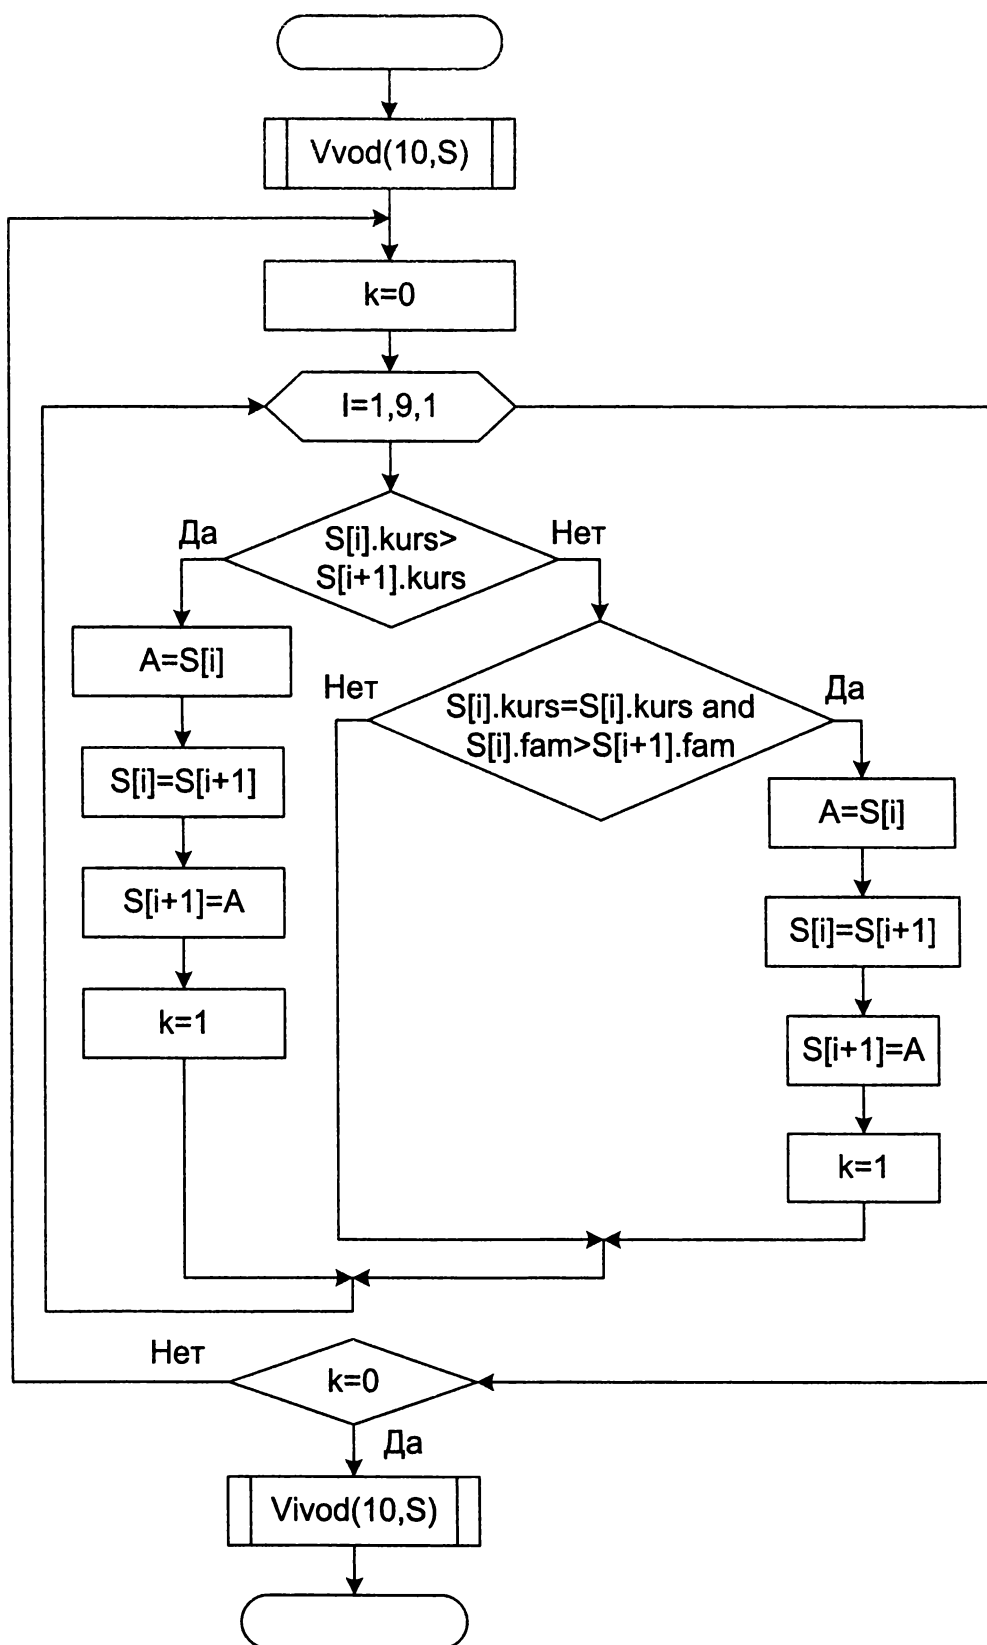 Vvod(10,S)
k=0
I=1,9,1
Да
Нет
S[i].kurs>
S[i+1].kurs
A=S[i]
S[i]=S[i+1]
S[i+1]=A
k=1
Нет
Да
S[i].kurs=S[i].kurs and
S[i].fam>S[i+1].fam
A=S[i]
S[i]=S[i+1]
S[i+1]=A
k=1
Нет
k=0
Да
Vivod(10,S)